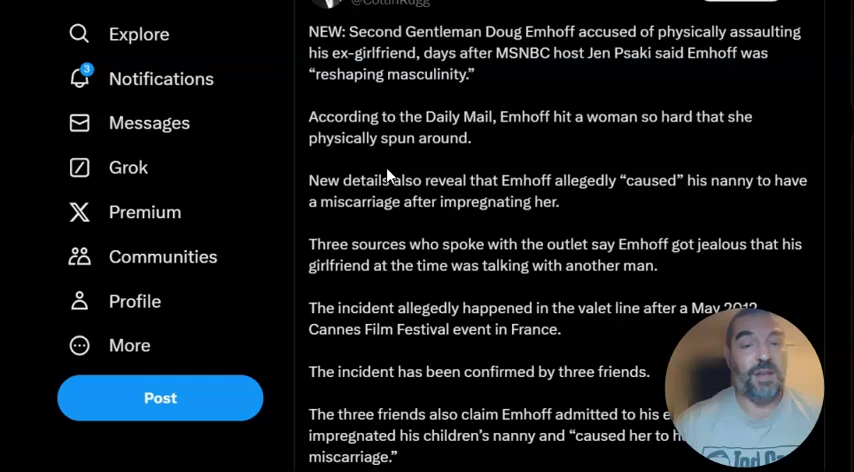 @CollinRugg
Explore
3
Notifications
Messages
Grok
Premium
Communities
Profile
More
Post
NEW: Second Gentleman Doug Emhoff accused of physically assaulting
his ex-girlfriend, days after MSNBC host Jen Psaki said Emhoff was
“reshaping masculinity.”
According to the Daily Mail, Emhoff hit a woman so hard that she
physically spun around.
New details also reveal that Emhoff allegedly “caused” his nanny to have
a miscarriage after impregnating her.
Three sources who spoke with the outlet say Emhoff got jealous that his
girlfriend at the time was talking with another man.
The incident allegedly happened in the valet line after a May 2012
Cannes Film Festival event in France.
The incident has been confirmed by three friends.
The three friends also claim Emhoff admitted to his
impregnated his children’s nanny and “caused her to
miscarriage.”